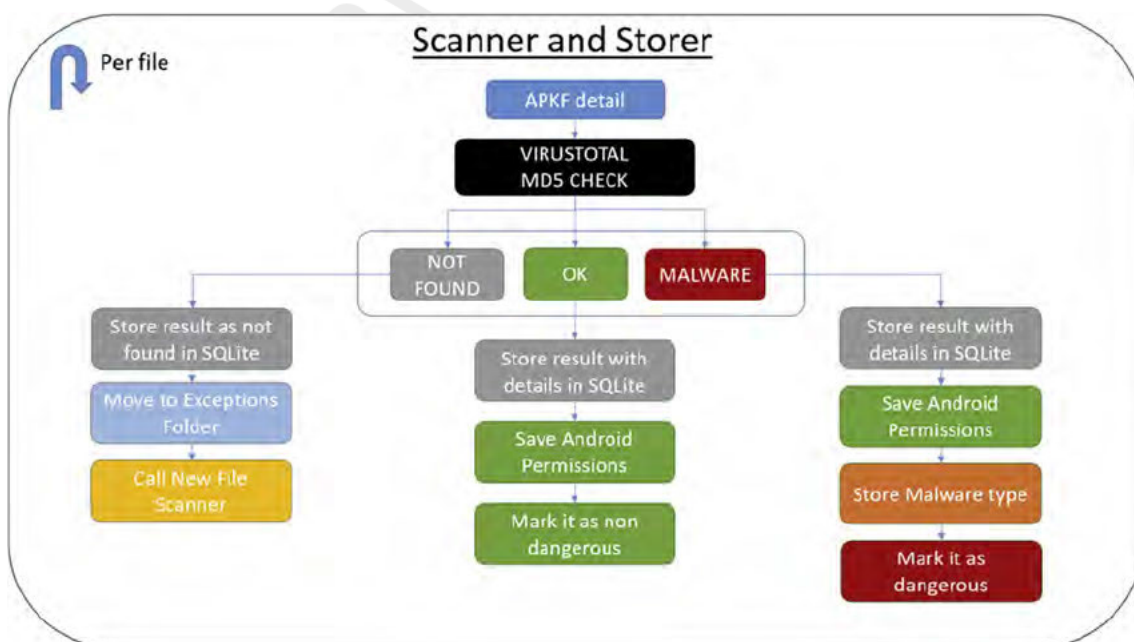 Scanner and Storer
Per file
APKF detail
VIRUSTOTAL
MD5 CHECK
NOT
FOUND
OK
MALWARE
Store result as not
found in SQLite
Move to Exceptions
Folder
Call New File
Scanner
Store result with
details in SQLite
Save Android
Permissions
Mark it as non
dangerous
Store result with
details in SQLite
Save Android
Permissions
Store Malware type
Mark it as
dangerous